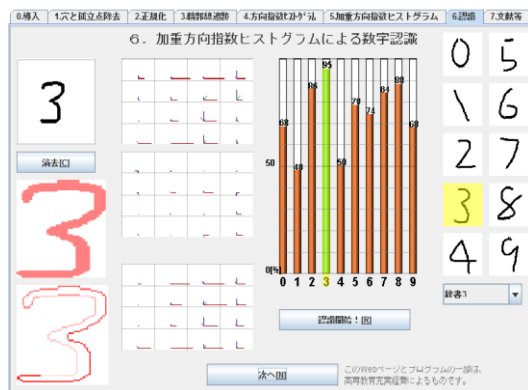 0.導入 1.穴と孤立点除去 2.正規化 3.輪郭線追跡 4.方向指数ヒストグラム 5.加重方向指数ヒストグラム 6.認識 7.文献等
6．加重方向指数ヒストグラムによる数字認識
3
消去[C]
50
0[%]
68 48 86 95 50 78 74 84 88 68
0 1 2 3 4 5 6 7 8 9
認識開始！[R]
0 5
1 6
2 7
3 8
4 9
辞書3
次へ[N]
このWebページとプログラムの一部は、
高専教育充実経費によるものです。